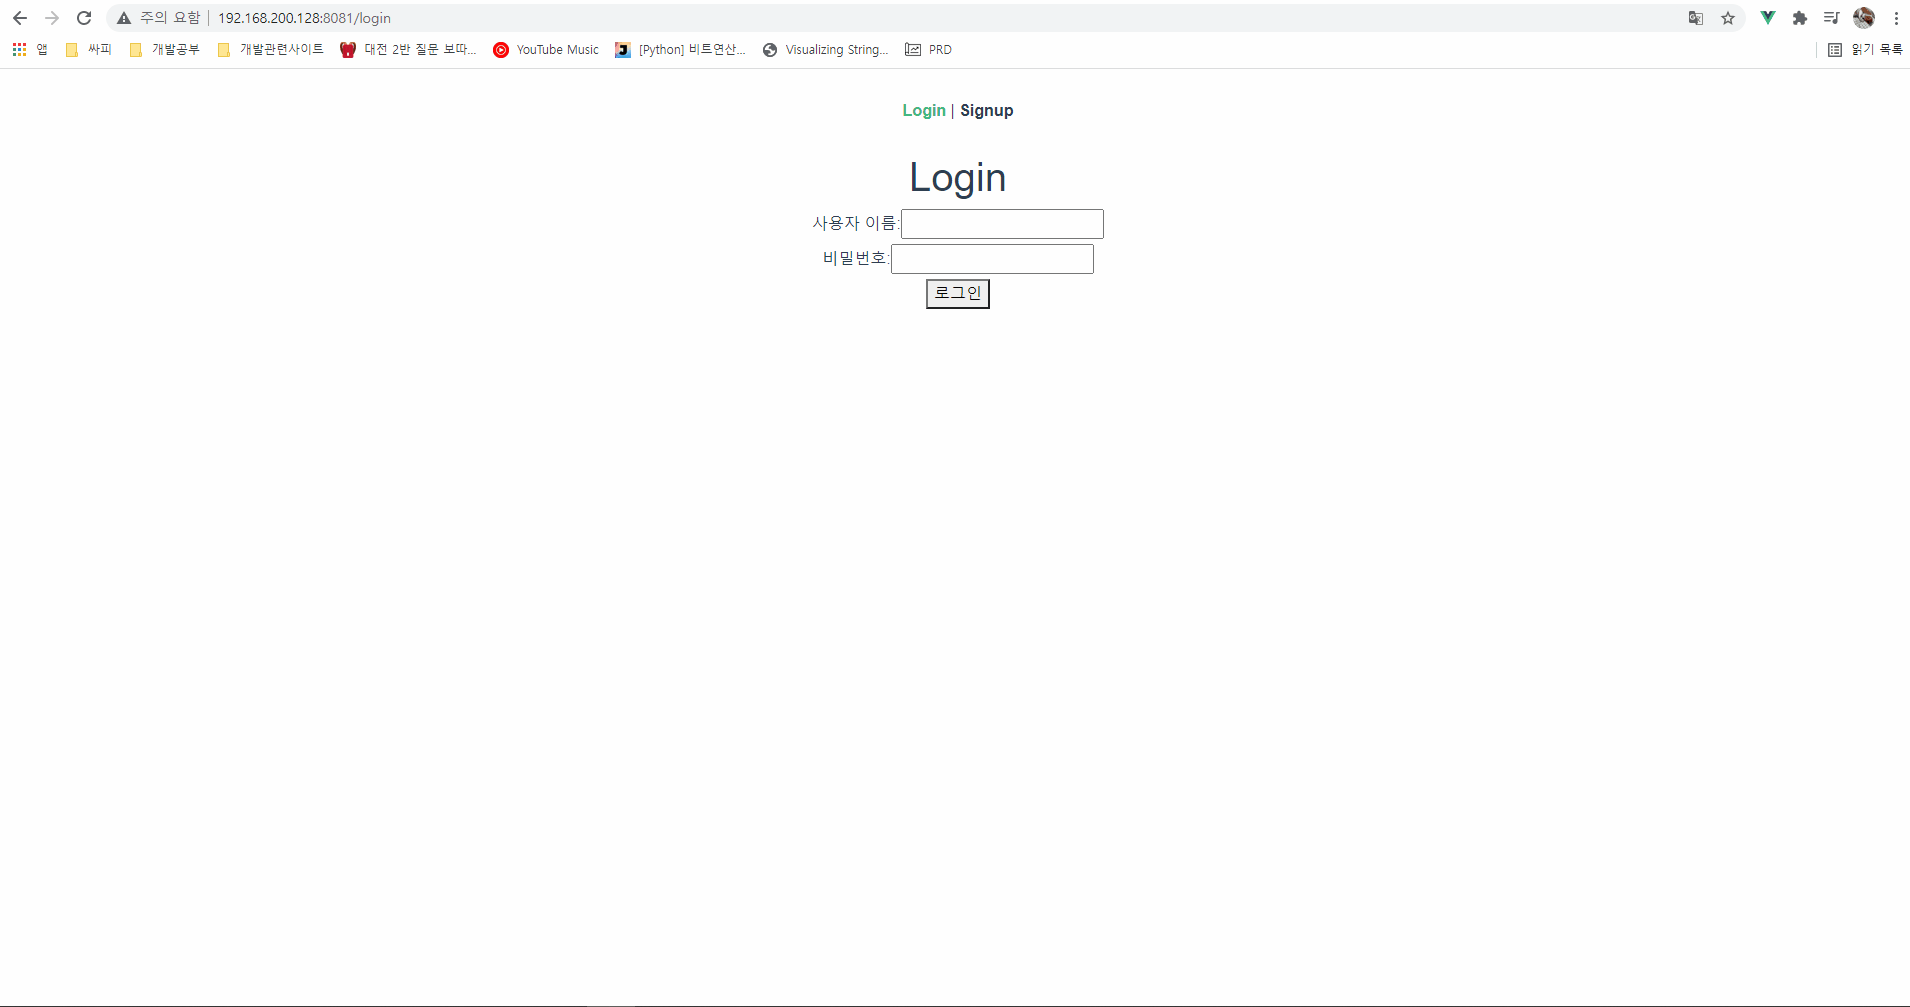 주의 요함 | 192.168.200.128:8081/login
앱 싸피 개발공부 개발관련사이트 대전 2반 질문 보따... YouTube Music [Python] 비트연산... Visualizing String... PRD 읽기 목록
Login | Signup
Login
사용자 이름:
비밀번호:
로그인